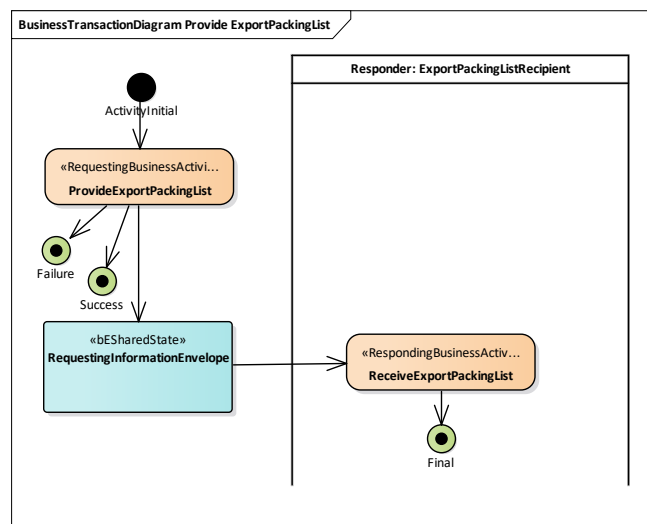 BusinessTransactionDiagram Provide ExportPackingList
Responder: ExportPackingListRecipient
ActivityInitial
«RequestingBusinessActivi...
ProvideExportPackingList
Failure
Success
«bESharedState»
RequestingInformationEnvelope
«RespondingBusinessActiv...
ReceiveExportPackingList
Final